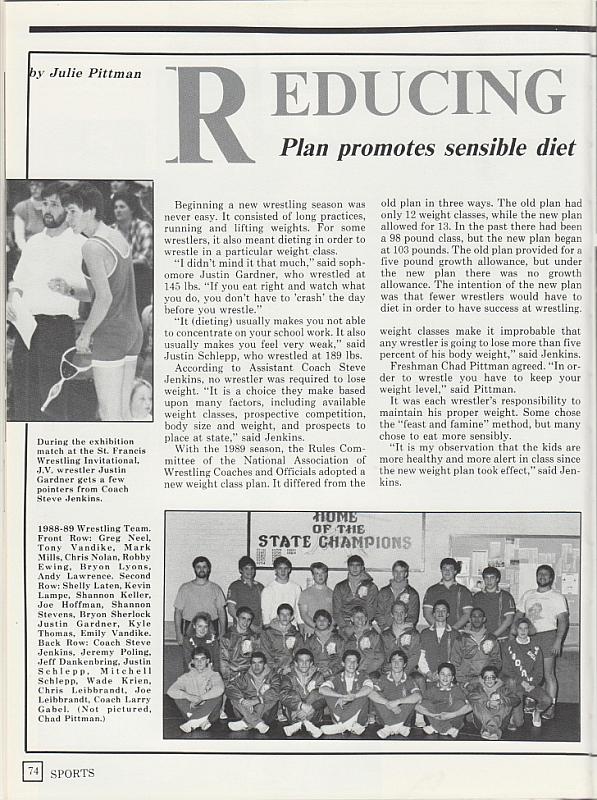 by Julie Pittman
REDUCING
Plan promotes sensible diet
Beginning a new wrestling season was
never easy. It consisted of long practices,
running and lifting weights. For some
wrestlers, it also meant dieting in order to
wrestle in a particular weight class.
"I didn't mind it that much," said soph-
omore Justin Gardner, who wrestled at
145 lbs. "If you eat right and watch what
you do, you don't have to 'crash' the day
before you wrestle."
"It (dieting) usually makes you not able
to concentrate on your school work. It also
usually makes you feel very weak," said
Justin Schlepp, who wrestled at 189 lbs.
According to Assistant Coach Steve
Jenkins, no wrestler was required to lose
weight. "It is a choice they make based
upon many factors, including available
weight classes, prospective competition,
body size and weight, and prospects to
place at state," said Jenkins.
With the 1989 season, the Rules Com-
mittee of the National Association of
Wrestling Coaches and Officials adopted a
new weight class plan. It differed from the
old plan in three ways. The old plan had
only 12 weight classes, while the new plan
allowed for 13. In the past there had been
a 98 pound class, but the new plan began
at 103 pounds. The old plan provided for a
five pound growth allowance, but under
the new plan there was no growth
allowance. The intention of the new plan
was that fewer wrestlers would have to
diet in order to have success at wrestling.
weight classes make it improbable that
any wrestler is going to lose more than five
percent of his body weight," said Jenkins.
Freshman Chad Pittman agreed. "In or-
der to wrestle you have to keep your
weight level," said Pittman.
It was each wrestler's responsibility to
maintain his proper weight. Some chose
the "feast and famine" method, but many
chose to eat more sensibly.
"It is my observation that the kids are
more healthy and more alert in class since
the new weight plan took effect," said Jen-
kins.
During the exhibition
match at the St. Francis
Wrestling Invitational,
J.V. wrestler Justin
Gardner gets a few
pointers from Coach
Steve Jenkins.
1988-89 Wrestling Team.
Front Row: Greg Neel,
Tony Vandike, Mark
Mills, Chris Nolan, Robby
Ewing, Bryon Lyons,
Andy Lawrence. Second
Row: Shelly Laten, Kevin
Lampe, Shannon Keller,
Joe Hoffman, Shannon
Stevens, Bryon Sherlock
Justin Gardner, Kyle
Thomas, Emily Vandike.
Back Row: Coach Steve
Jenkins, Jeremy Poling,
Jeff Dankenbring, Justin
Schlepp, Mitchell
Schlepp, Wade Krien,
Chris Leibbrandt, Joe
Leibbrandt, Coach Larry
Gabel. (Not pictured,
Chad Pittman.)
HOME
OF THE
STATE CHAMPIONS
74 SPORTS